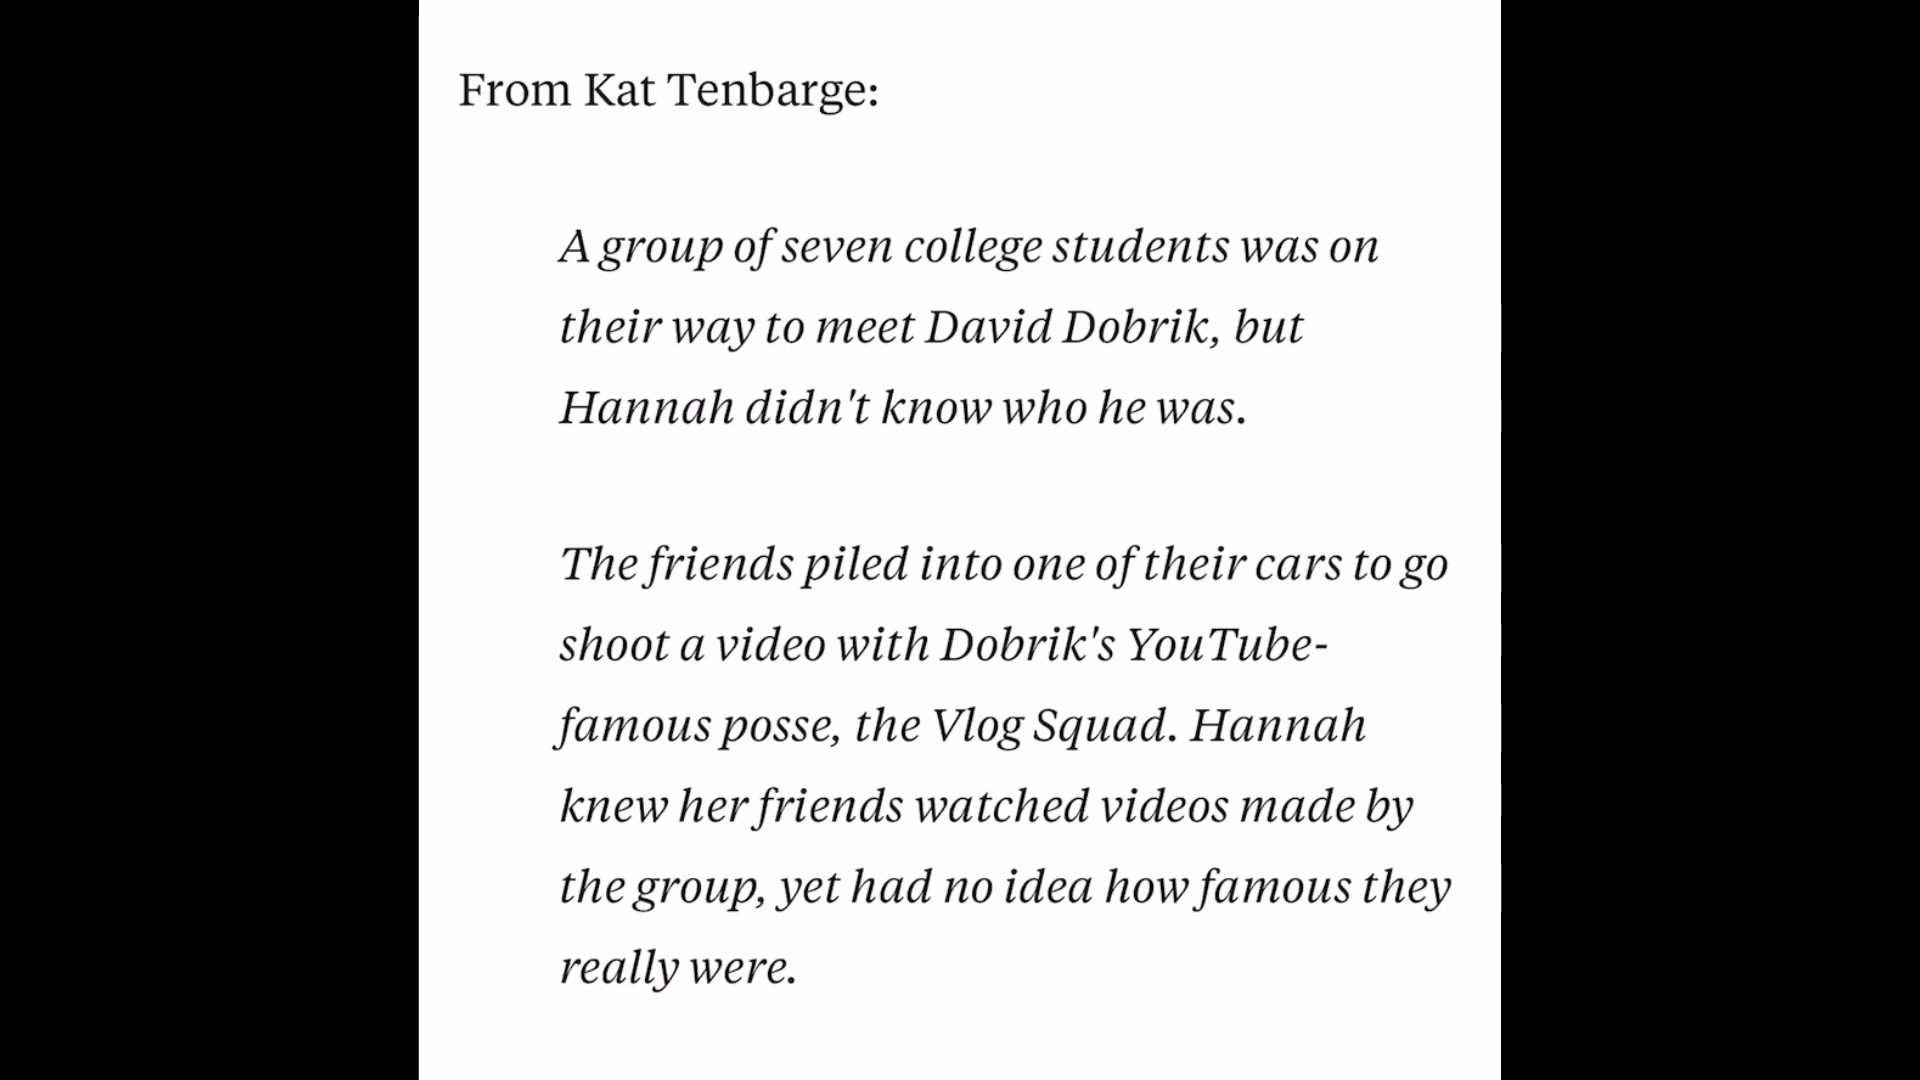 From Kat Tenbarge:
A group of seven college students was on
their way to meet David Dobrik, but
Hannah didn't know who he was.
The friends piled into one of their cars to go
shoot a video with Dobrik's YouTube-
famous posse, the Vlog Squad. Hannah
knew her friends watched videos made by
the group, yet had no idea how famous they
really were.